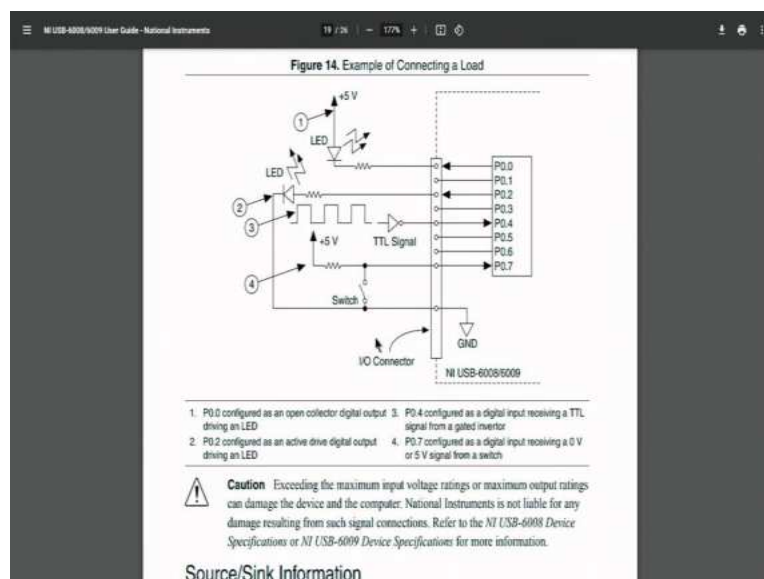 NI USB-6008/6009 User Guide - National Instruments
19 / 26
177%
Figure 14. Example of Connecting a Load
+5 V
1
LED
LED
P0.0
P0.1
2
P0.2
3
P0.3
P0.4
+5 V
TTL Signal
P0.5
P0.6
4
P0.7
Switch
GND
I/O Connector
NI USB-6008/6009
1. P0.0 configured as an open collector digital output
driving an LED
2. P0.2 configured as an active drive digital output
driving an LED
3. P0.4 configured as a digital input receiving a TTL
signal from a gated invertor
4. P0.7 configured as a digital input receiving a 0 V
or 5 V signal from a switch
Caution Exceeding the maximum input voltage ratings or maximum output ratings
can damage the device and the computer. National Instruments is not liable for any
damage resulting from such signal connections. Refer to the NI USB-6008 Device
Specifications or NI USB-6009 Device Specifications for more information.
Source/Sink Information